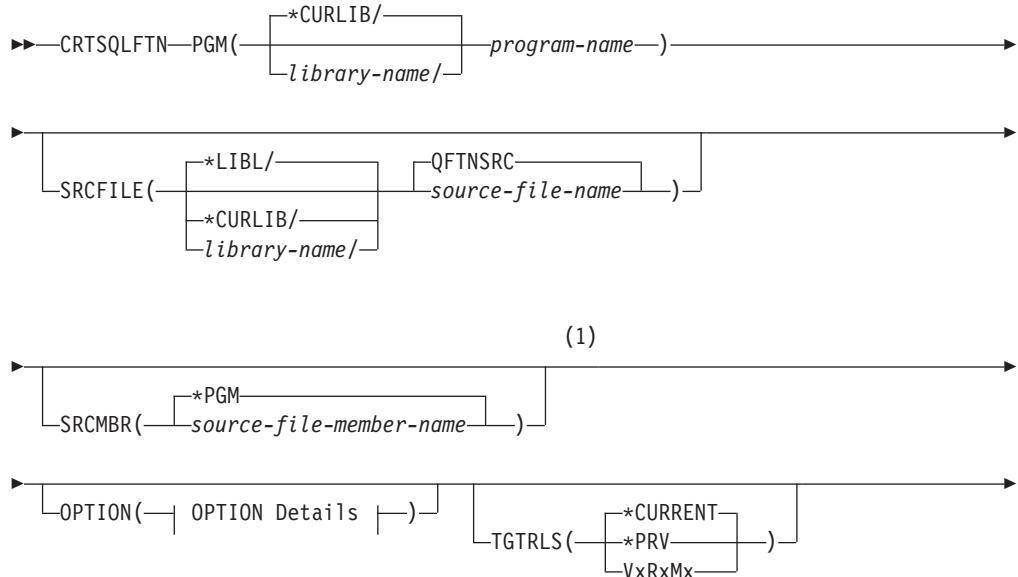 *CURLIB/
CRTSQLFTN PGM( program-name )
library-name/
*LIBL/ QFTNSRC
SRCFILE( source-file-name )
*CURLIB/
library-name/
(1)
*PGM
SRCMBR( source-file-member-name )
OPTION( OPTION Details )
*CURRENT
TGTRLS( *PRV )
VxRxMx